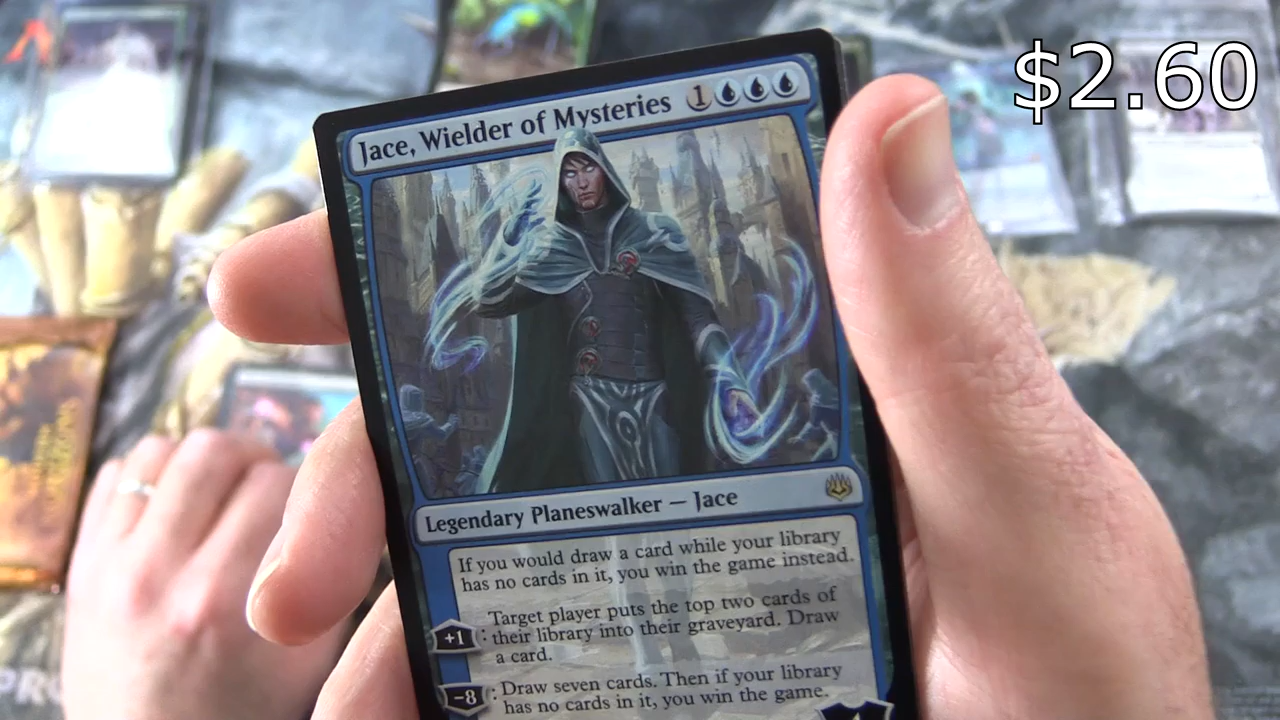 $2.60
Jace, Wielder of Mysteries 1
Legendary Planeswalker — Jace
If you would draw a card while your library
has no cards in it, you win the game instead.
Target player puts the top two cards of
+1: their library into their graveyard. Draw
a card.
-8: Draw seven cards. Then if your library
has no cards in it, you win the game.
PRO